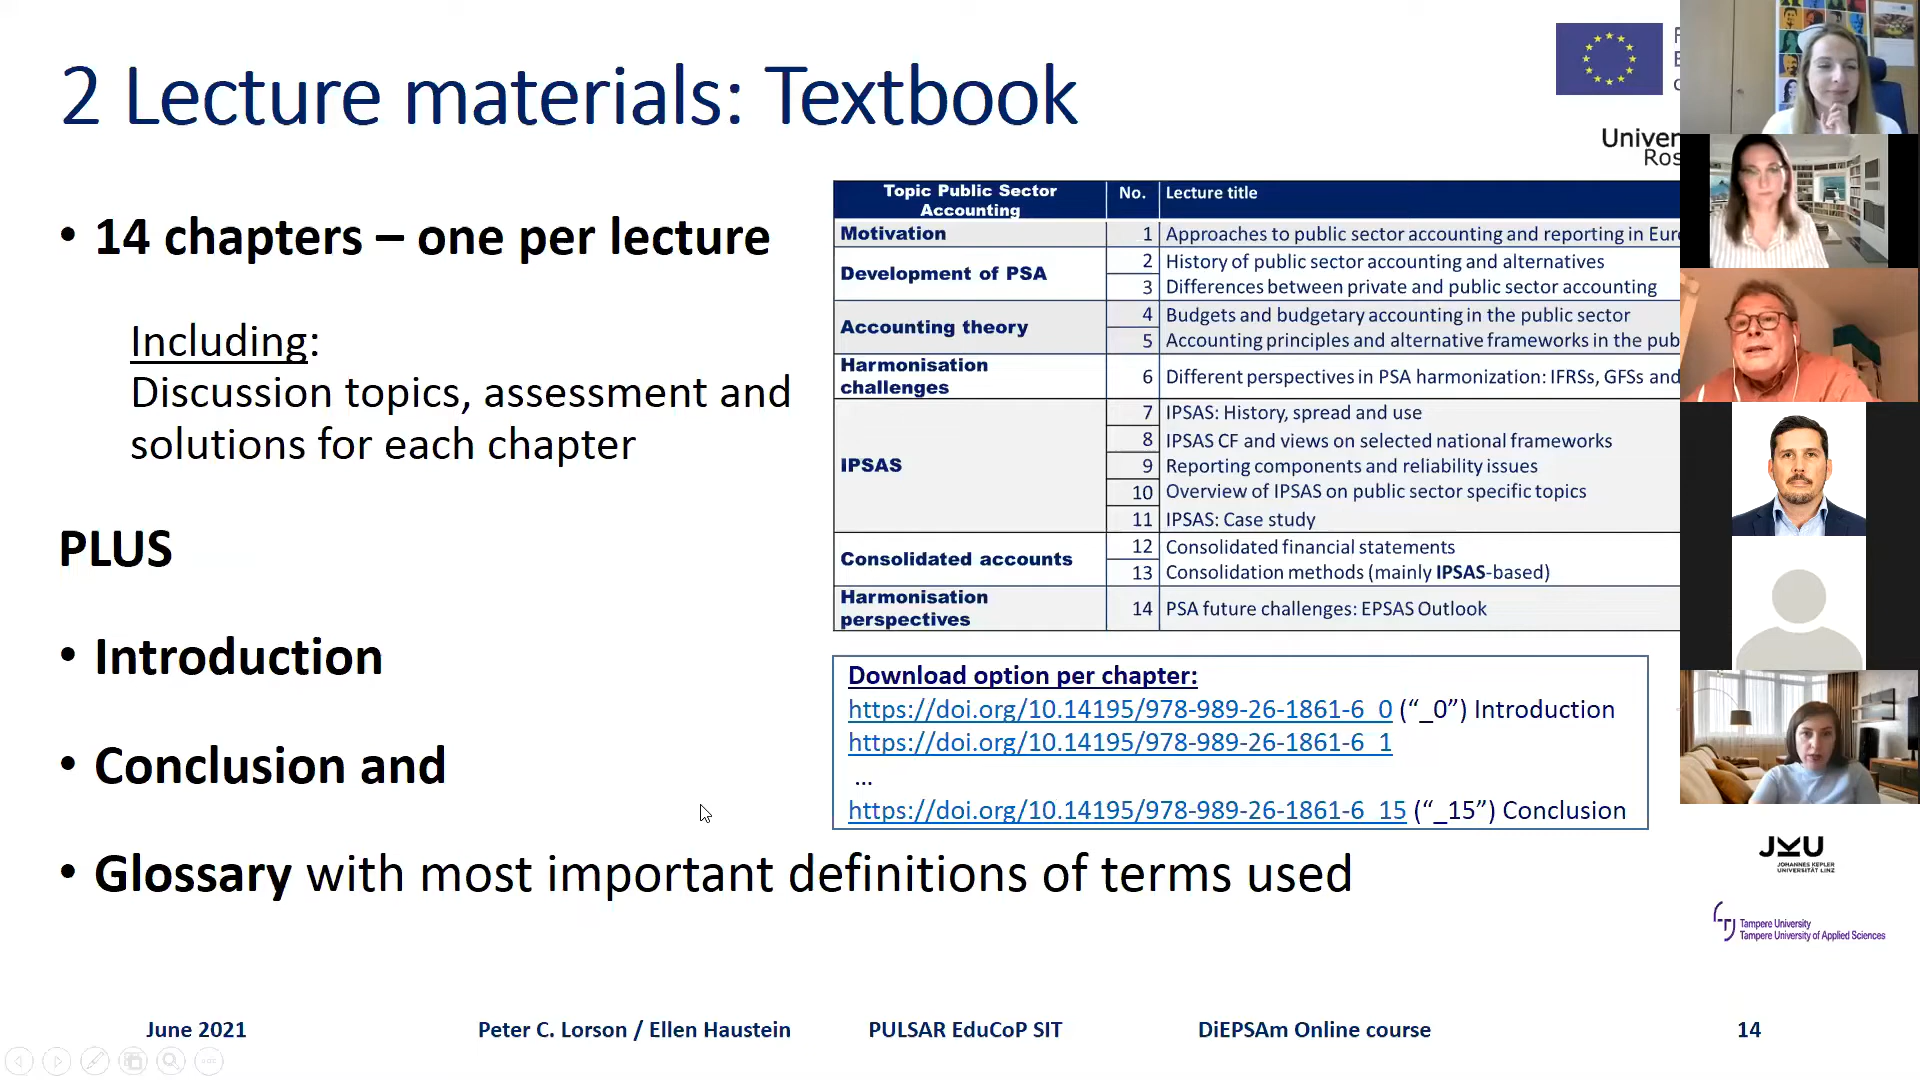 2 Lecture materials: Textbook
• 14 chapters – one per lecture
Including:
Discussion topics, assessment and
solutions for each chapter
PLUS
• Introduction
• Conclusion and
• Glossary with most important definitions of terms used
Topic Public Sector Accounting No. Lecture title
Motivation 1 Approaches to public sector accounting and reporting in
Development of PSA 2 History of public sector accounting and alternatives
3 Differences between private and public sector accounting
Accounting theory 4 Budgets and budgetary accounting in the public sector
5 Accounting principles and alternative frameworks in the
Harmonisation challenges 6 Different perspectives in PSA harmonization: IFRSs, GFSs and
IPSAS 7 IPSAS: History, spread and use
8 IPSAS CF and views on selected national frameworks
9 Reporting components and reliability issues
10 Overview of IPSAS on public sector specific topics
11 IPSAS: Case study
Consolidated accounts 12 Consolidated financial statements
13 Consolidation methods (mainly IPSAS-based)
Harmonisation perspectives 14 PSA future challenges: EPSAS Outlook
Download option per chapter:
https://doi.org/10.14195/978-989-26-1861-6_0 (“_0”) Introduction
https://doi.org/10.14195/978-989-26-1861-6_1
...
https://doi.org/10.14195/978-989-26-1861-6_15 (“_15”) Conclusion
JKU
JOHANNES KEPLER
UNIVERSITÄT LINZ
Tampere University
Tampere University of Applied Sciences
June 2021 Peter C. Lorson / Ellen Haustein PULSAR EduCoP SIT DiEPSAm Online course 14